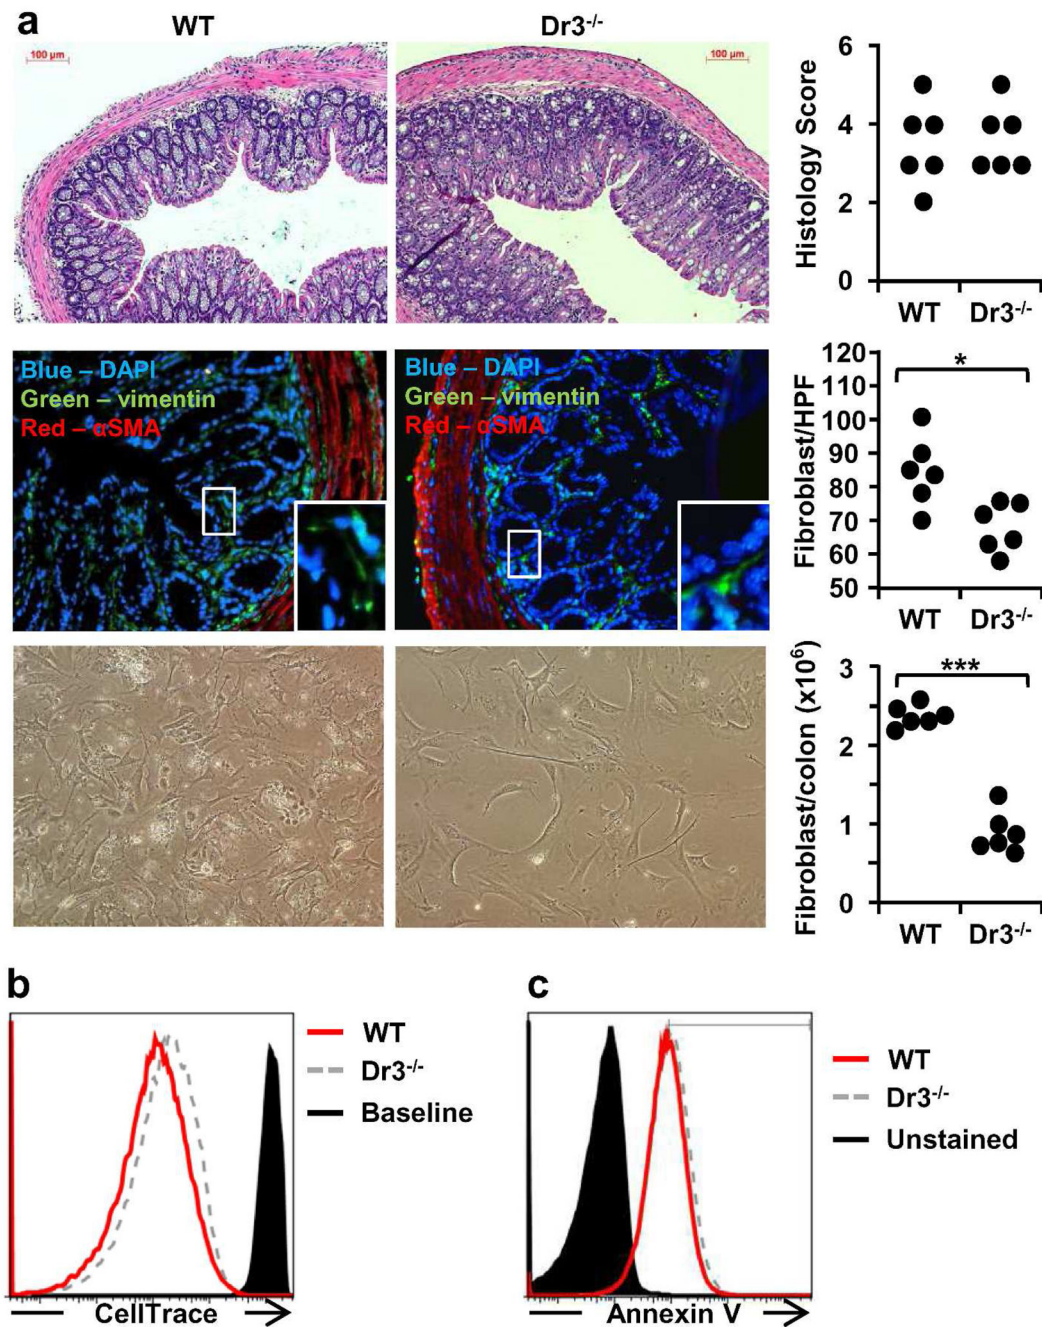 a
WT
Dr3-/-
100 µm
100 µm
Histology Score
6
4
2
0
WT Dr3-/-
Blue – DAPI
Green – vimentin
Red – αSMA
Blue – DAPI
Green – vimentin
Red – αSMA
Fibroblast/HPF
120
110
100
90
80
70
60
50
*
WT Dr3-/-
Fibroblast/colon (x10⁶)
3
2
1
0
***
WT Dr3-/-
b
WT
Dr3-/-
Baseline
CellTrace
c
WT
Dr3-/-
Unstained
Annexin V